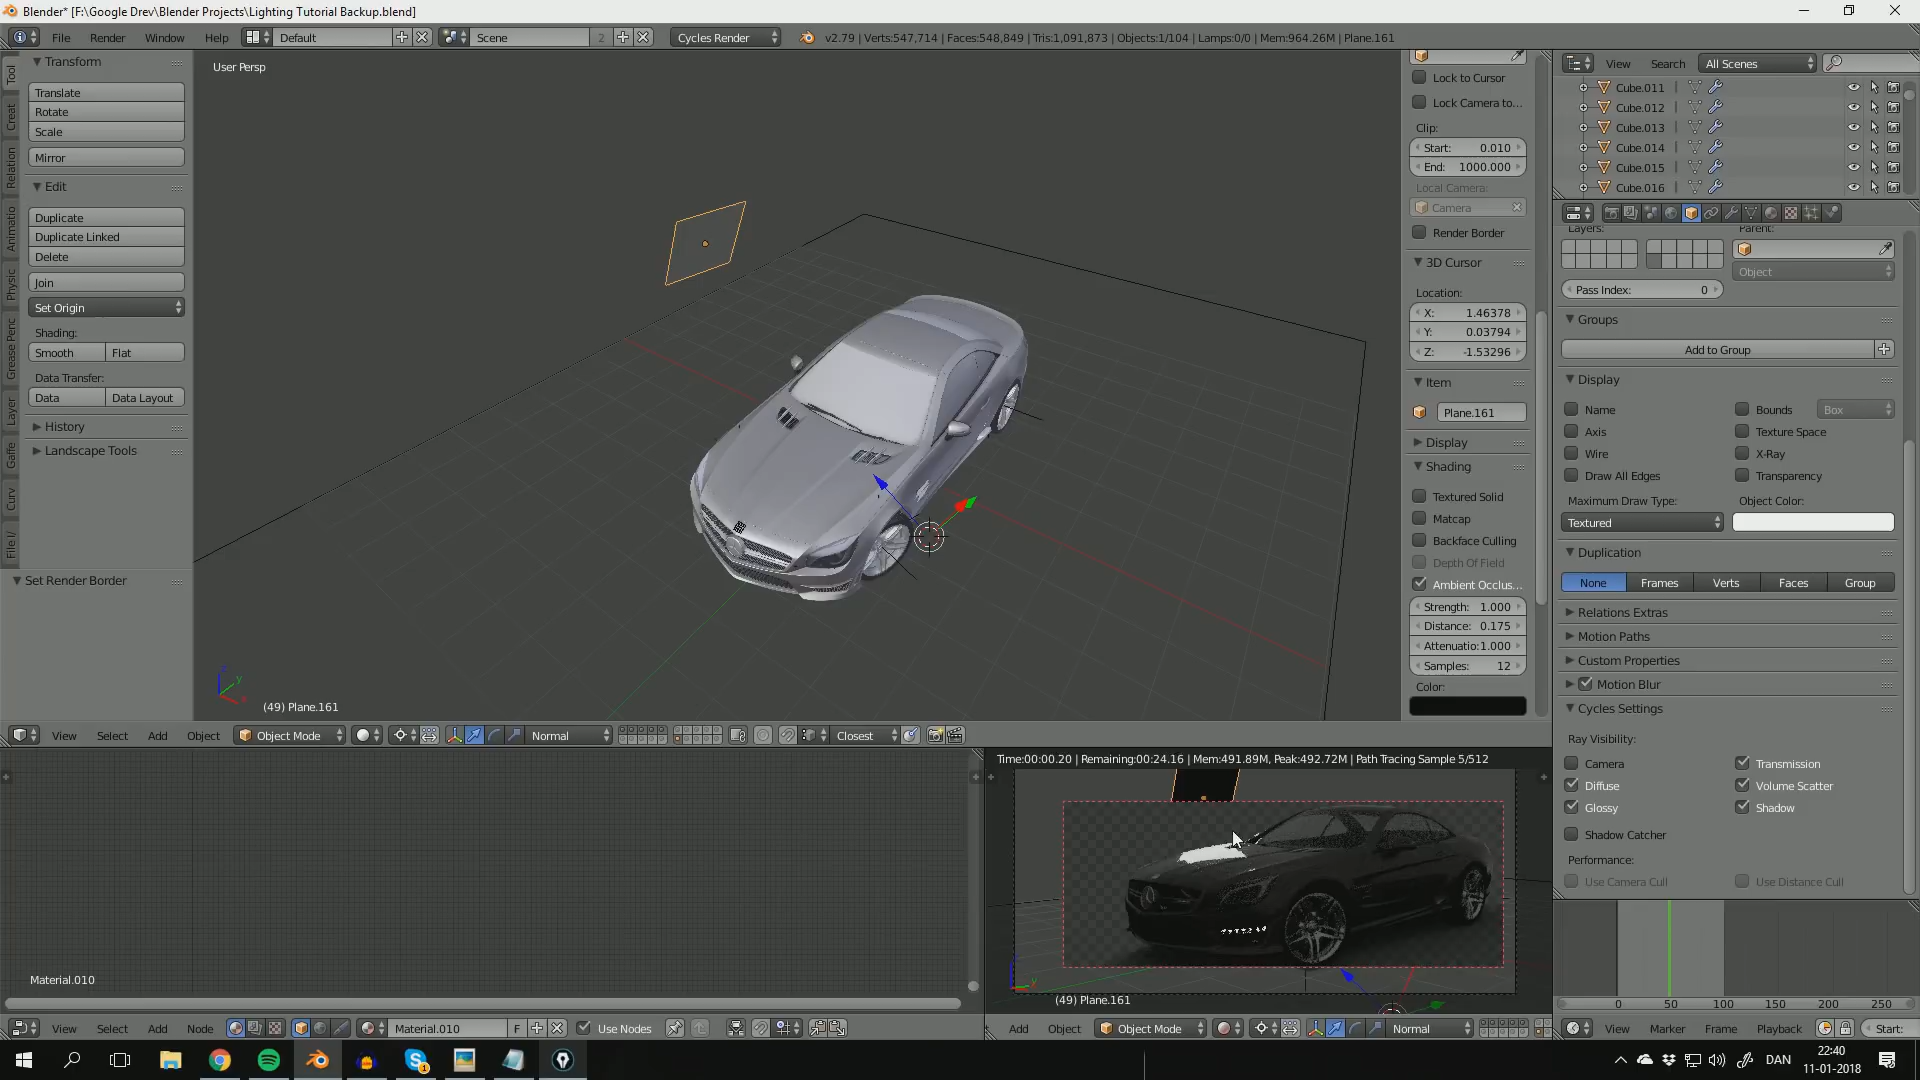 Blender* [F:\Google Drev\Blender Projects\Lighting Tutorial Backup.blend]
File Render Window Help Default Scene 2 Cycles Render v2.79 | Verts:547,714 | Faces:548,849 | Tris:1,091,873 | Objects:1/104 | Lamps:0/0 | Mem:964.26M | Plane.161
Tool
Creat
Relation
Animatio
Physic
Grease Penc
Layer
Gaffe
Curv
File I/
Transform
Translate
Rotate
Scale
Mirror
Edit
Duplicate
Duplicate Linked
Delete
Join
Set Origin
Shading:
Smooth Flat
Data Transfer:
Data Data Layout
History
Landscape Tools
Set Render Border
User Persp
(49) Plane.161
Lock to Cursor
Lock Camera to...
Clip:
Start: 0.010
End: 1000.000
Local Camera:
Camera
Render Border
3D Cursor
Location:
X: 1.46378
Y: 0.03794
Z: -1.53296
Item
Plane.161
Display
Shading
Textured Solid
Matcap
Backface Culling
Depth Of Field
Ambient Occlus...
Strength: 1.000
Distance: 0.175
Attenuatio:1.000
Samples: 12
Color:
View Search All Scenes
Cube.011
Cube.012
Cube.013
Cube.014
Cube.015
Cube.016
Layers: Parent:
Object
Pass Index: 0
Groups
Add to Group
Display
Name Bounds Box
Axis Texture Space
Wire X-Ray
Draw All Edges Transparency
Maximum Draw Type: Object Color:
Textured
Duplication
None Frames Verts Faces Group
Relations Extras
Motion Paths
Custom Properties
Motion Blur
Cycles Settings
Ray Visibility:
Camera Transmission
Diffuse Volume Scatter
Glossy Shadow
Shadow Catcher
Performance:
Use Camera Cull Use Distance Cull
View Select Add Object Object Mode Normal Closest
Time:00:00.20 | Remaining:00:24.16 | Mem:491.89M, Peak:492.72M | Path Tracing Sample 5/512
Material.010
(49) Plane.161
0 50 100 150 200 250
View Select Add Node Material.010 F Use Nodes
Add Object Object Mode Normal
View Marker Frame Playback Start:
1
DAN
22:40
11-01-2018